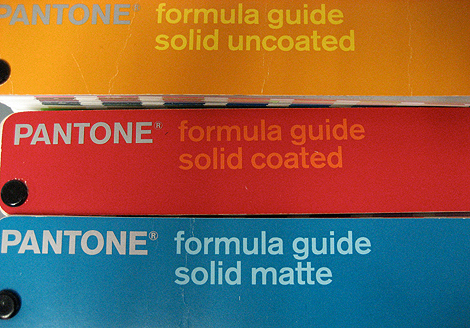 PANTONE® formula guide
solid uncoated
PANTONE® formula guide
solid coated
PANTONE® formula guide
solid matte